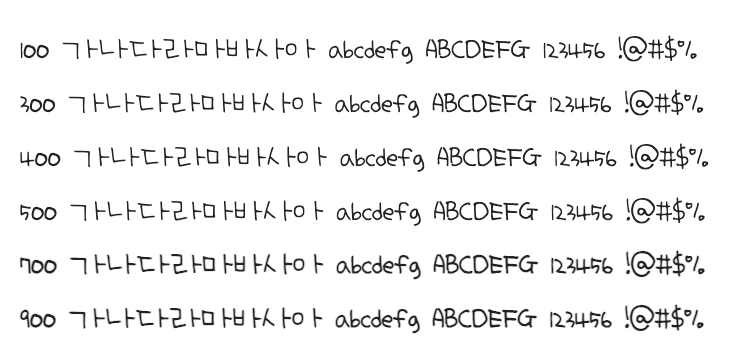 100 가나다라마바사아 abcdefg ABCDEFG 123456 !@#$%
300 가나다라마바사아 abcdefg ABCDEFG 123456 !@#$%
400 가나다라마바사아 abcdefg ABCDEFG 123456 !@#$%
500 가나다라마바사아 abcdefg ABCDEFG 123456 !@#$%
700 가나다라마바사아 abcdefg ABCDEFG 123456 !@#$%
900 가나다라마바사아 abcdefg ABCDEFG 123456 !@#$%